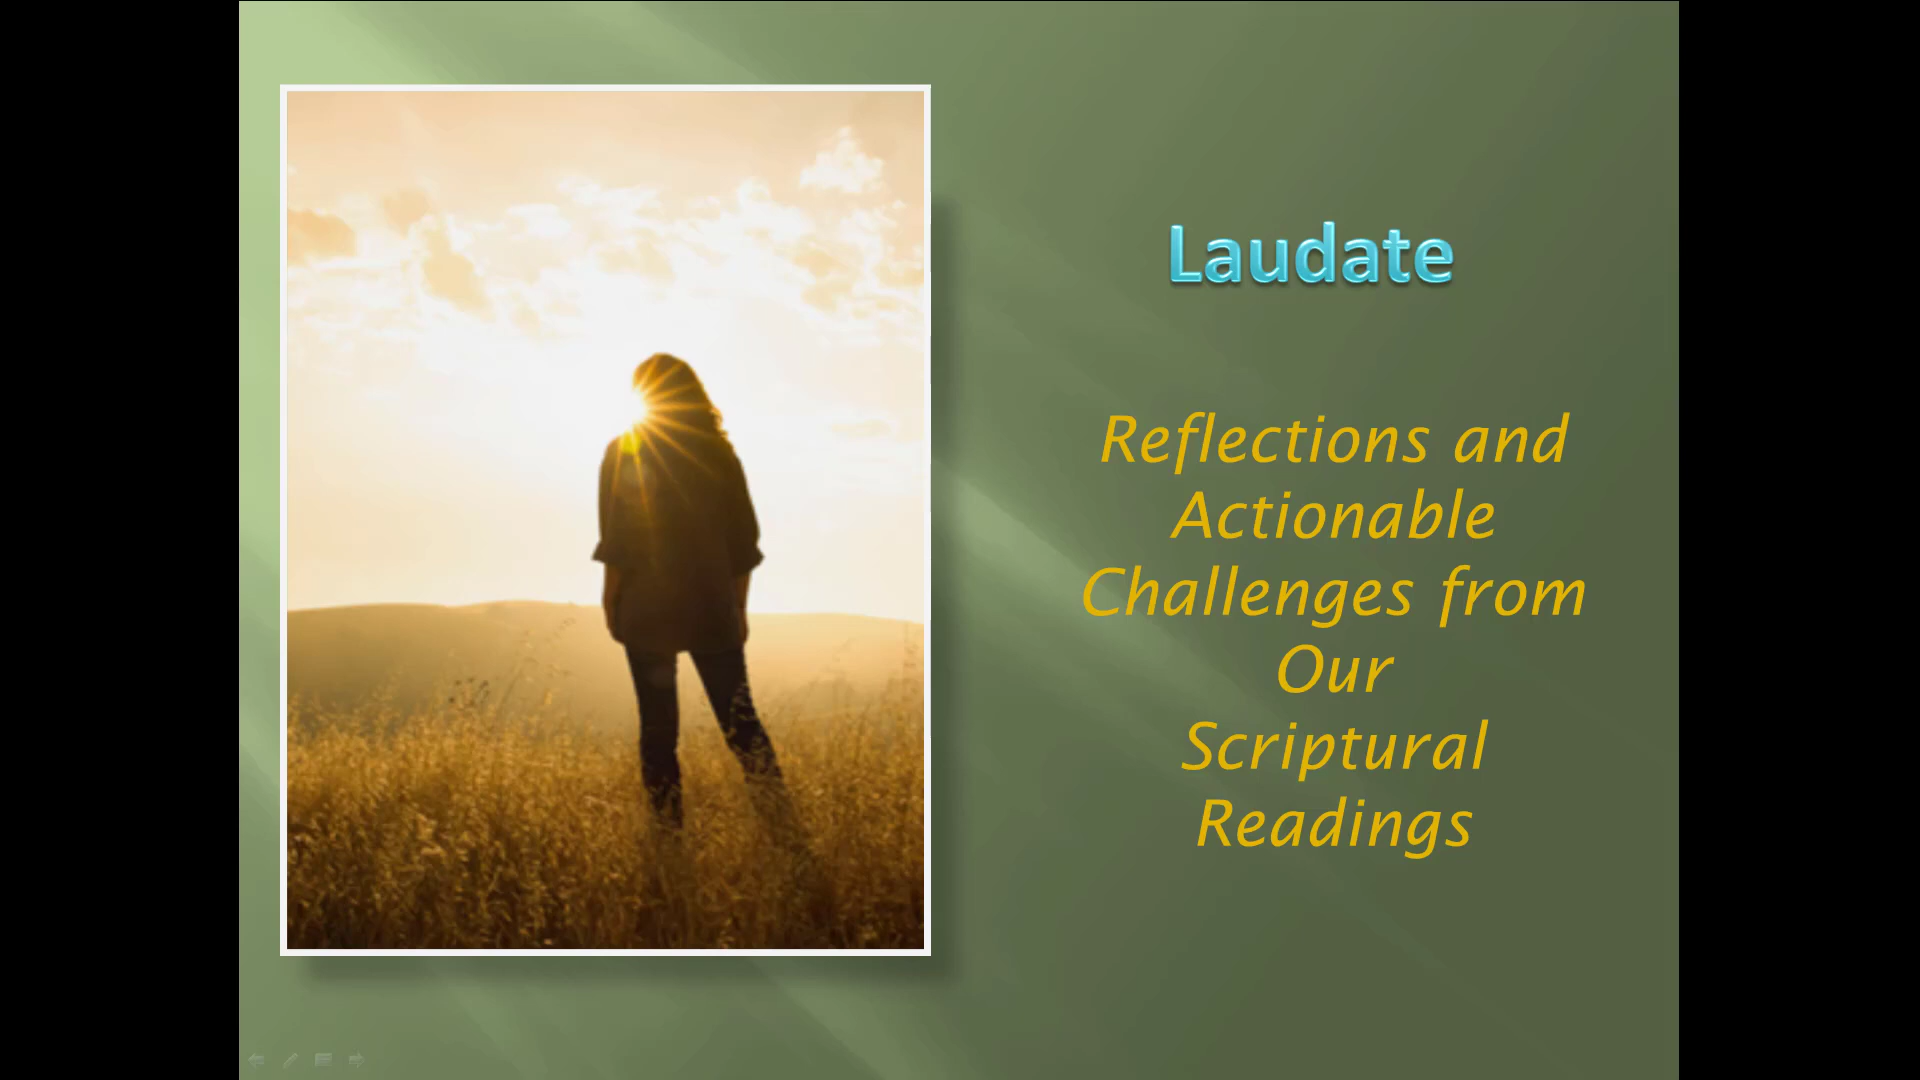 Laudate
Reflections and
Actionable
Challenges from
Our
Scriptural
Readings